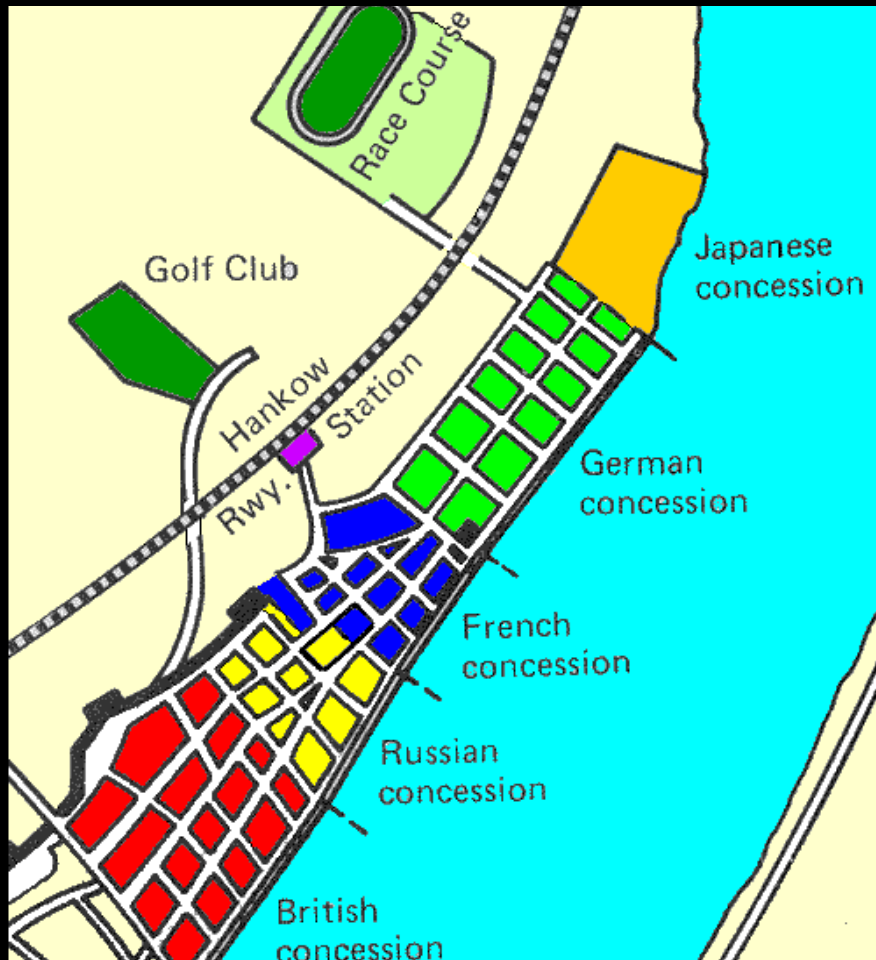 Race Course
Golf Club
Japanese
concession
Hankow
Station
Rwy.
German
concession
French
concession
Russian
concession
British
concession